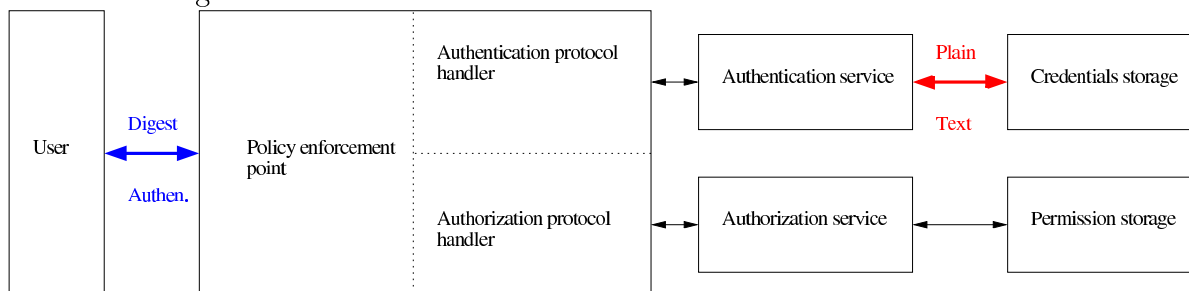 g
User
Digest
Authen.
Policy enforcement
point
Authentication protocol
handler
Authorization protocol
handler
Authentication service
Authorization service
Plain
Text
Credentials storage
Permission storage